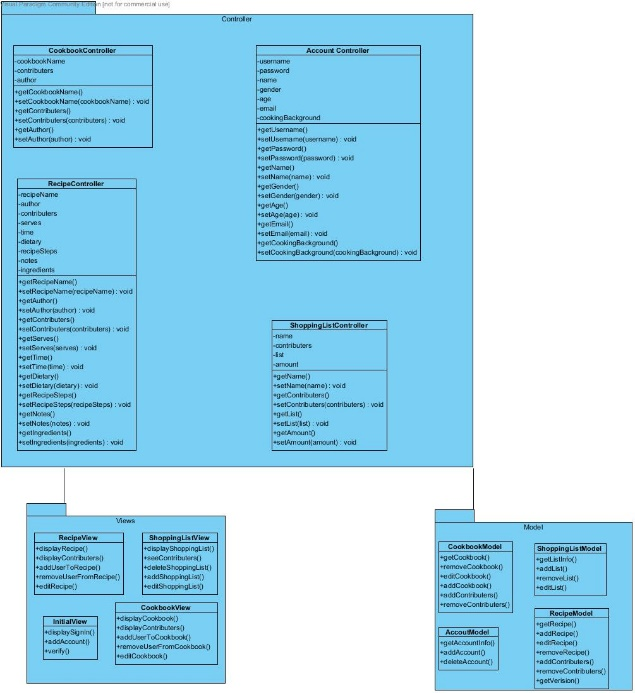 Visual Paradigm Community Edition [not for commercial use]
Controller
CookbookController
-cookbookName
-contributers
-author
+getCookbookName()
+setCookbookName(cookbookName) : void
+getContributers()
+setContributers(contributers) : void
+getAuthor()
+setAuthor(author) : void
Account Controller
-username
-password
-name
-gender
-age
-email
-cookingBackground
+getUsername()
+setUsername(username) : void
+getPassword()
+setPassword(password) : void
+getName()
+setName(name) : void
+getGender()
+setGender(gender) : void
+getAge()
+setAge(age) : void
+getEmail()
+setEmail(email) : void
+getCookingBackground()
+setCookingBackground(cookingBackground) : void
RecipeController
-recipeName
-author
-contributers
-serves
-time
-dietary
-recipeSteps
-notes
-ingredients
+getRecipeName()
+setRecipeName(recipeName) : void
+getAuthor()
+setAuthor(author) : void
+getContributers()
+setContributers(contributers) : void
+getServes()
+setServes(serves) : void
+getTime()
+setTime(time) : void
+getDietary()
+setDietary(dietary) : void
+getRecipeSteps()
+setRecipeSteps(recipeSteps) : void
+getNotes()
+setNotes(notes) : void
+getIngredients()
+setIngredients(ingredients) : void
ShoppingListController
-name
-contributers
-list
-amount
+getName()
+setName(name) : void
+getContributers()
+setContributers(contributers) : void
+getList()
+setList(list) : void
+getAmount()
+setAmount(amount) : void
Views
RecipeView
+displayRecipe()
+displayContributers()
+addUserToRecipe()
+removeUserFromRecipe()
+editRecipe()
ShoppingListView
+displayShoppingList()
+seeContributers()
+deleteShoppingList()
+addShoppingList()
+editShoppingList()
InitialView
+displaySignin()
+addAccount()
+verify()
CookbookView
+displayCookbook()
+displayContributers()
+addUserToCookbook()
+removeUserFromCookbook()
+editCookbook()
Model
CookbookModel
+getCookbook()
+removeCookbook()
+editCookbook()
+addCookbook()
+addContributers()
+removeContributers()
ShoppingListModel
+getListInfo()
+addList()
+removeList()
+editList()
AccoutModel
+getAccountInfo()
+addAccount()
+deleteAccount()
RecipeModel
+getRecipe()
+addRecipe()
+editRecipe()
+removeRecipe()
+addContributers()
+removeContributers()
+getVerision()